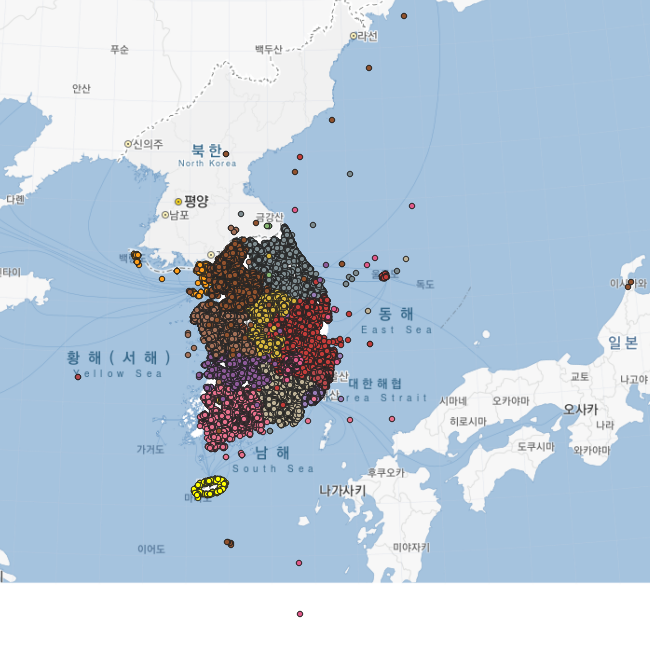 라선
푸순
백두산
안산
신의주
북한
North Korea
다롄
평양
남포
금강산
독도
동 해
East Sea
일본
황 해 ( 서 해 )
Yellow Sea
대한해협
교토
나고야
시마네
오카야마
오사카
히로시마
나라
가거도
남 해
South Sea
도쿠시마
와카야마
후쿠오카
나가사키
이어도
미야자키